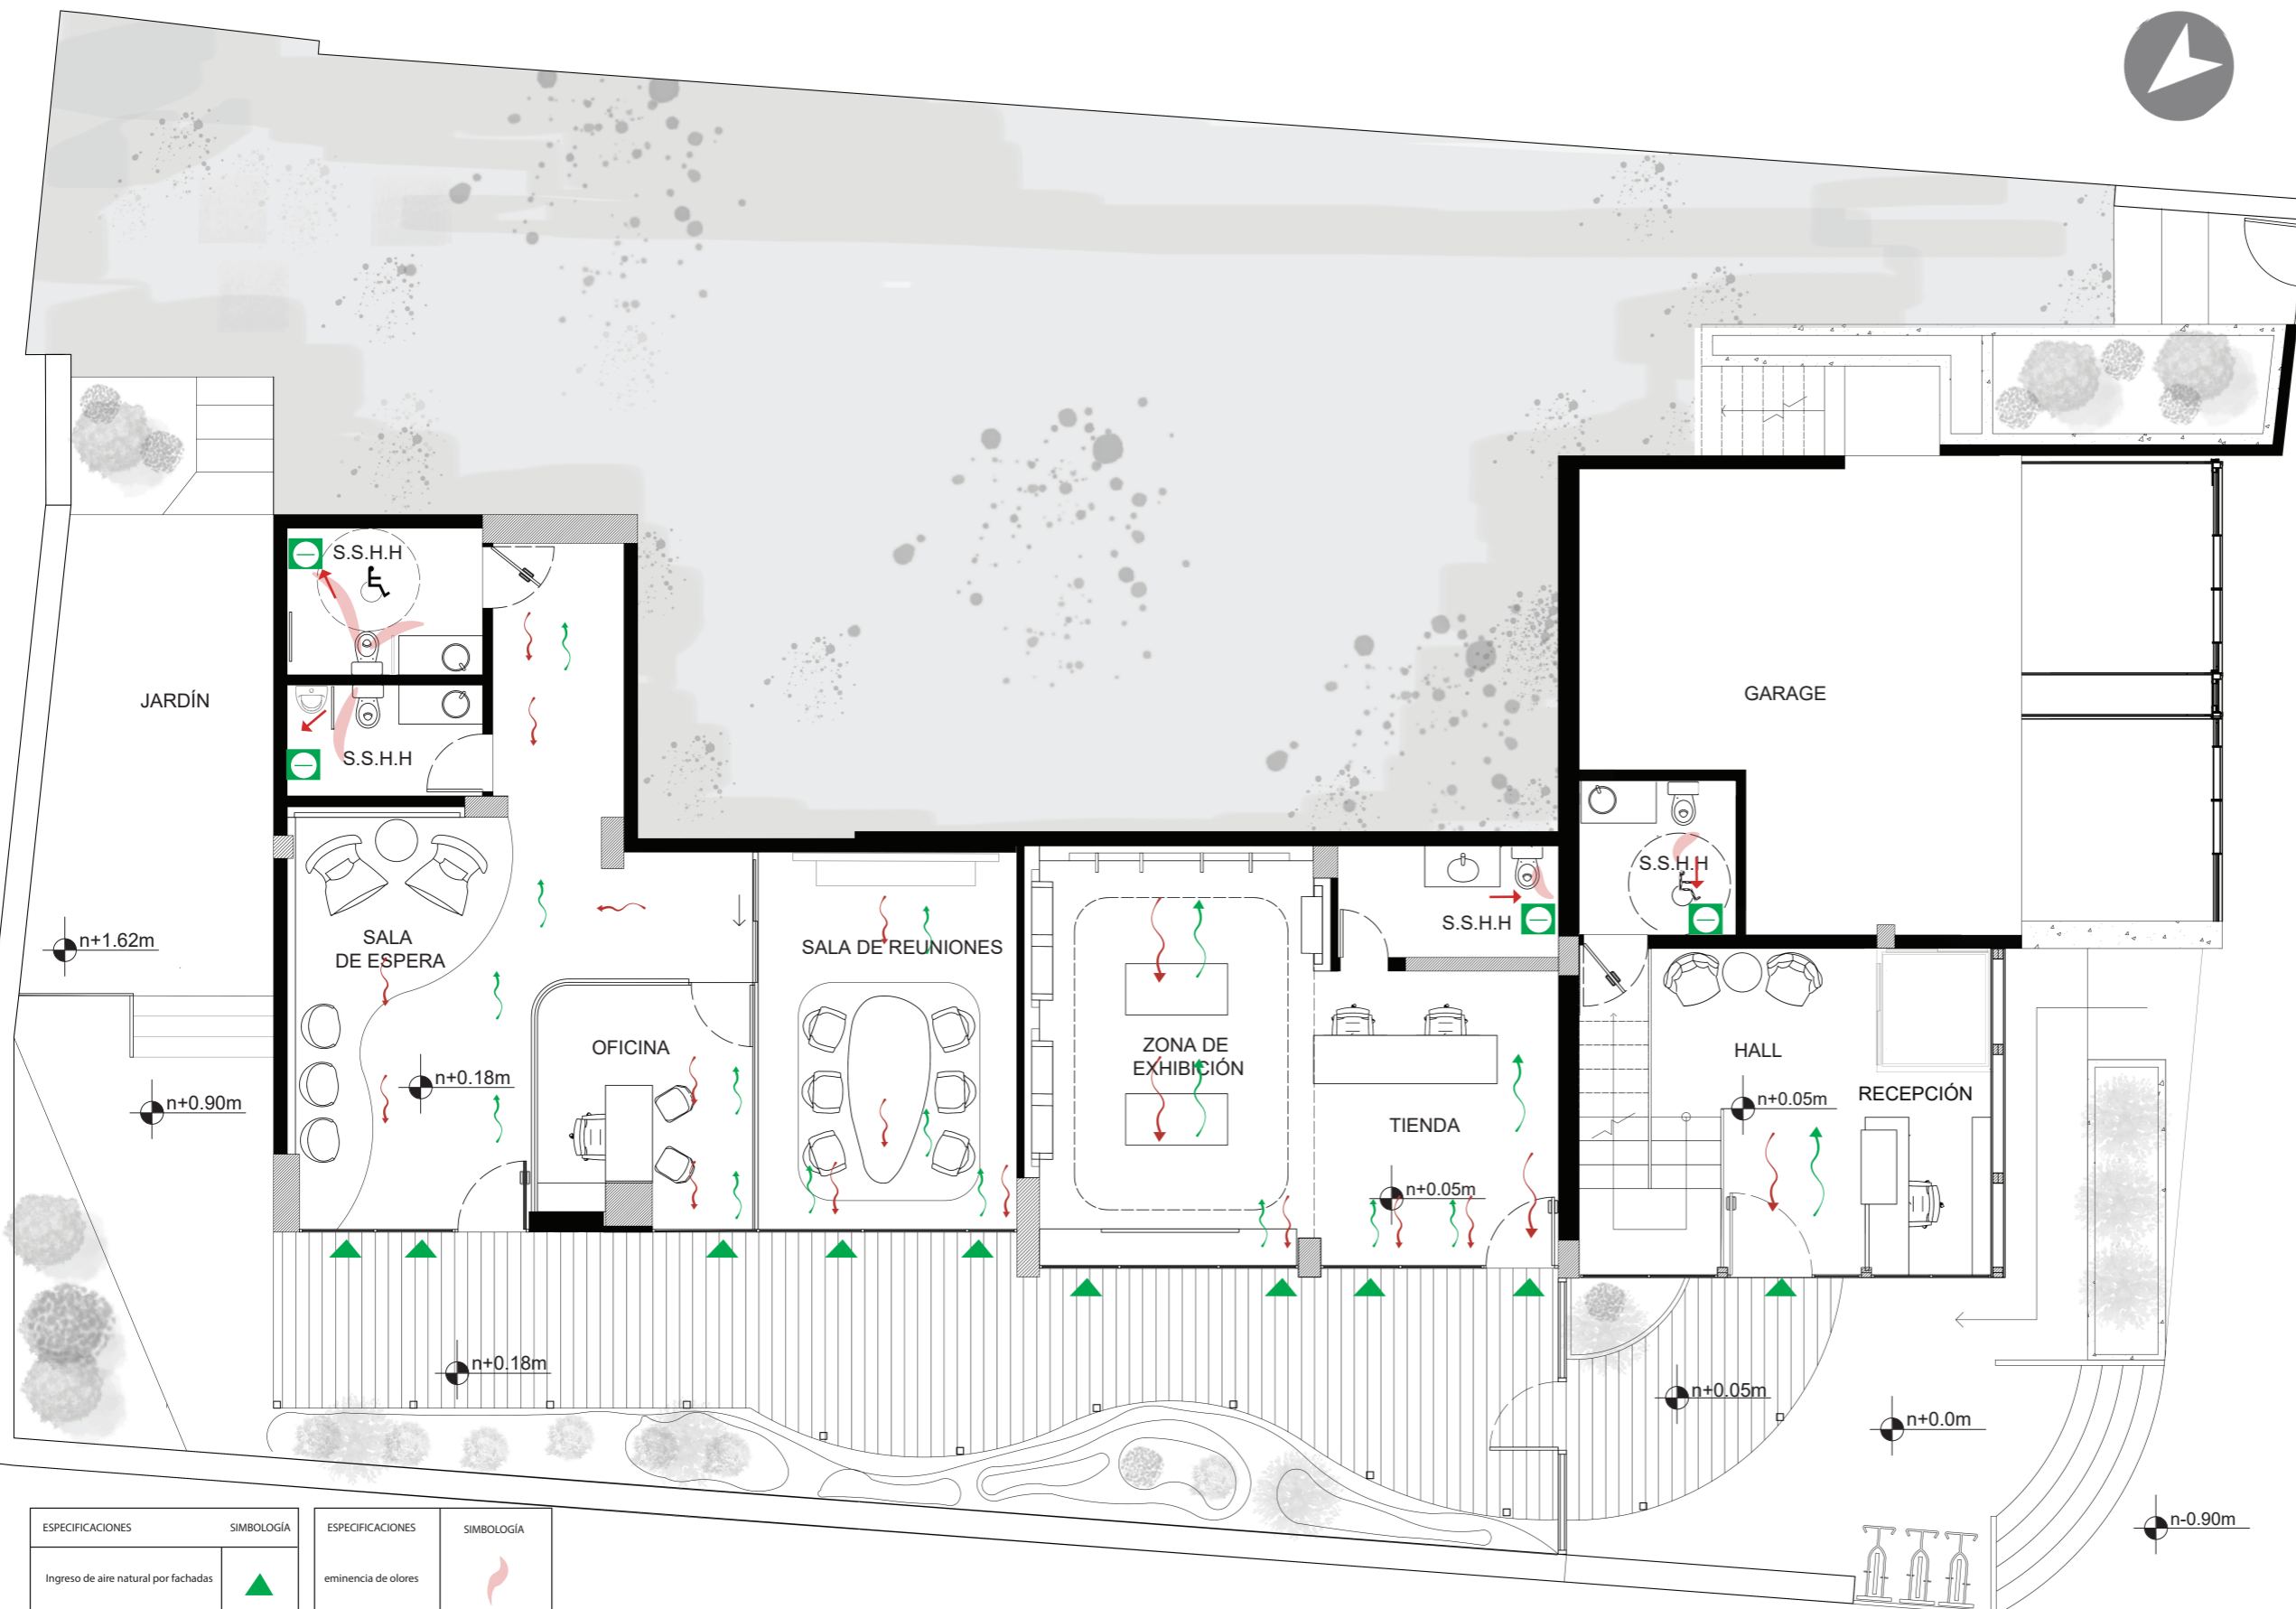 S.S.H.H
JARDÍN
S.S.H.H
GARAGE
S.S.H.H
S.S.H.H
SALA
DE ESPERA
n+1.62m
SALA DE REUNIONES
OFICINA
ZONA DE
EXHIBICIÓN
HALL
n+0.18m
n+0.90m
n+0.05m
RECEPCIÓN
TIENDA
n+0.05m
n+0.18m
n+0.05m
n+0.0m
n-0.90m
ESPECIFICACIONES SIMBOLOGÍA
Ingreso de aire natural por fachadas
ESPECIFICACIONES SIMBOLOGÍA
eminencia de olores